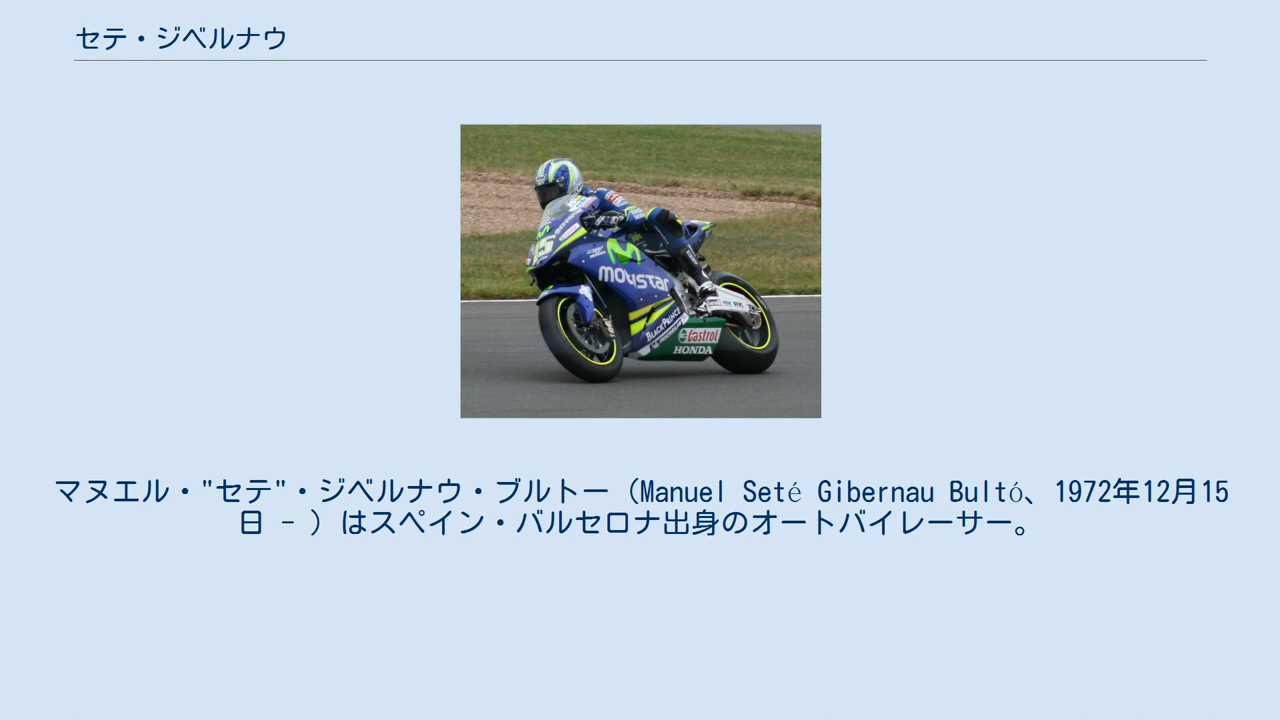 セテ・ジベルナウ
15
movistar
BLACKPRINCE
Castrol
HONDA
マヌエル・"セテ"・ジベルナウ・ブルトー（Manuel Seté Gibernau Bultó、1972年12月15
日 - ）はスペイン・バルセロナ出身のオートバイレーサー。